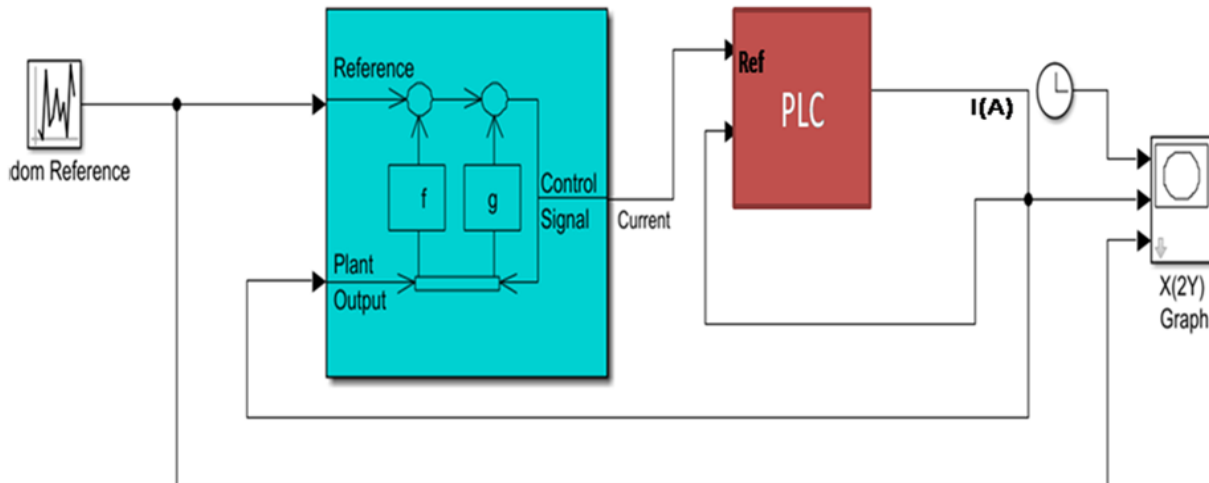 dom Reference
Reference
f
g
Control
Signal
Plant
Output
Current
Ref
PLC
I(A)
X(2Y)
Graph